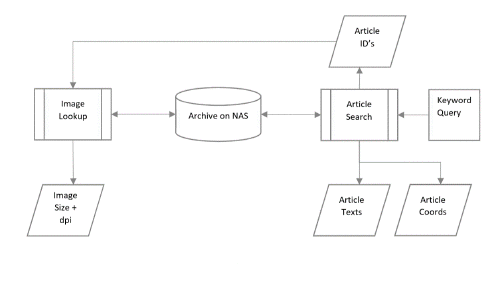 Article
ID's
Image
Lookup
Archive on NAS
Article
Search
Keyword
Query
Image
Size +
dpi
Article
Texts
Article
Coords